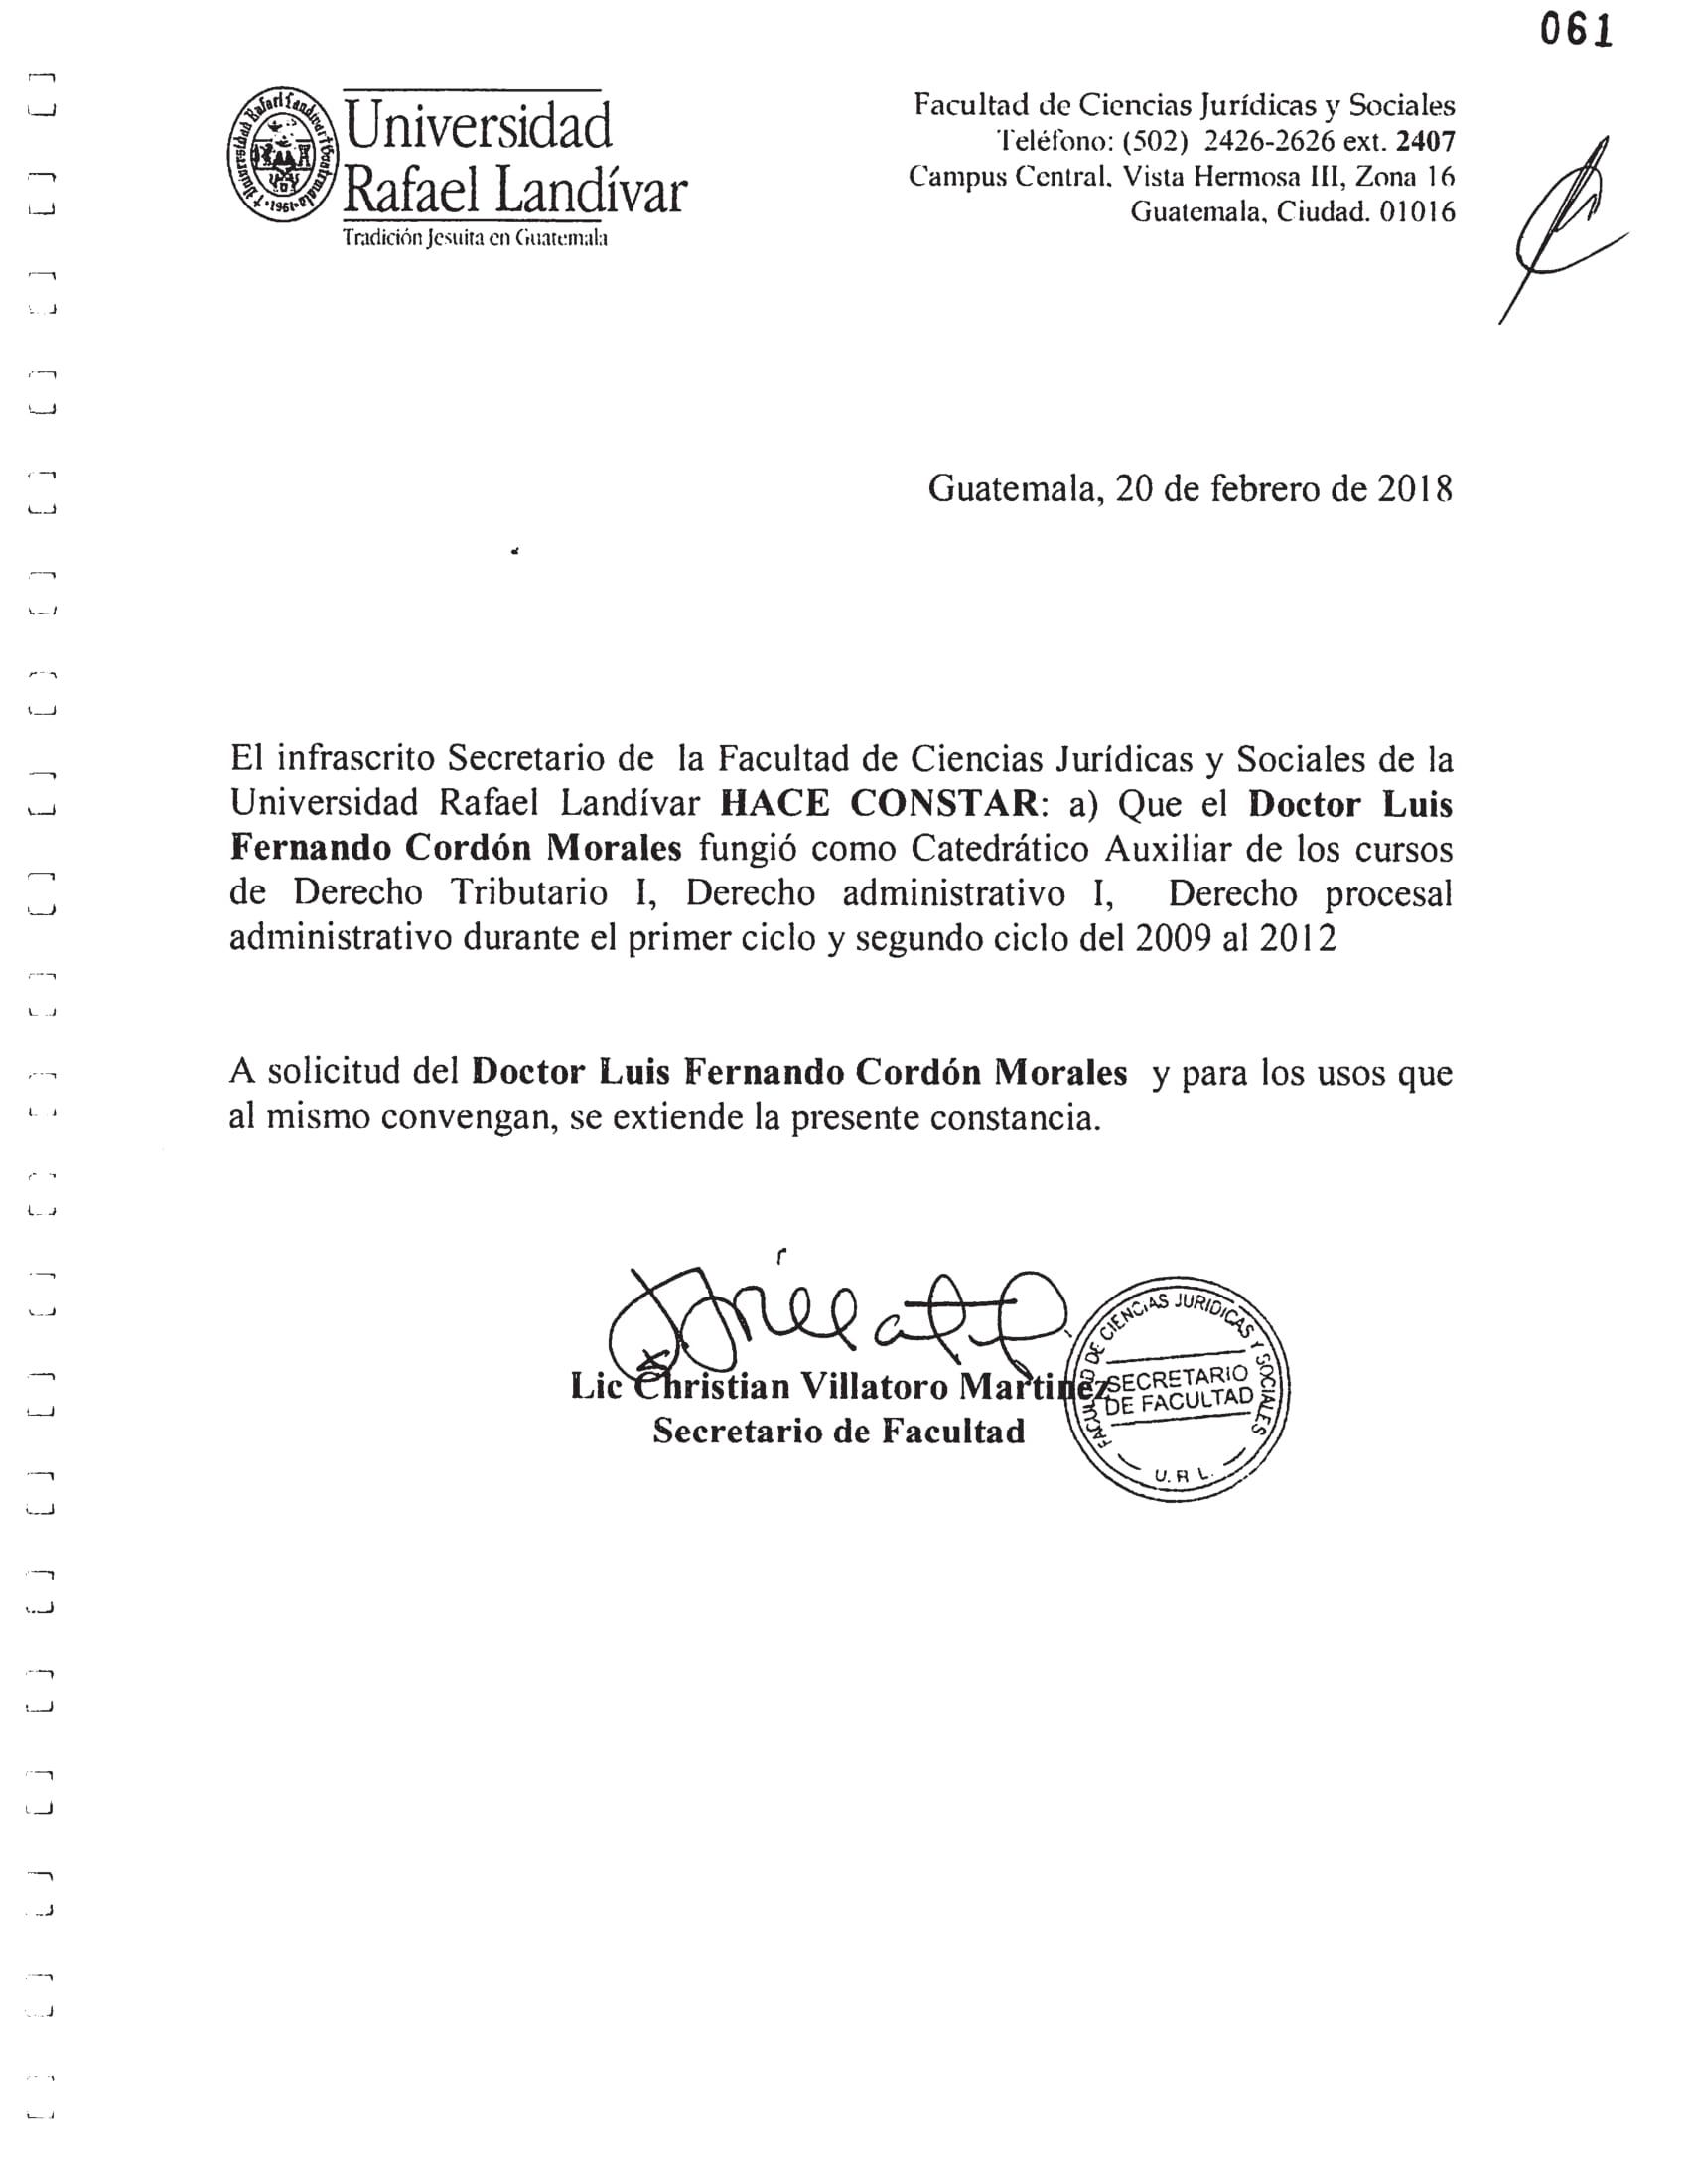 061
Universidad
Rafael Landívar
Tradición Jesuita en Guatemala
Facultad de Ciencias Jurídicas y Sociales
Teléfono: (502) 2426-2626 ext. 2407
Campus Central. Vista Hermosa III, Zona 16
Guatemala, Ciudad. 01016
Guatemala, 20 de febrero de 2018
El infrascrito Secretario de la Facultad de Ciencias Jurídicas y Sociales de la
Universidad Rafael Landívar HACE CONSTAR: a) Que el Doctor Luis
Fernando Cordón Morales fungió como Catedrático Auxiliar de los cursos
de Derecho Tributario I, Derecho administrativo I, Derecho procesal
administrativo durante el primer ciclo y segundo ciclo del 2009 al 2012
A solicitud del Doctor Luis Fernando Cordón Morales y para los usos que
al mismo convengan, se extiende la presente constancia.
Lic Christian Villatoro Martinez
Secretario de Facultad
FACULTAD DE CIENCIAS JURIDICAS Y SOCIALES
SECRETARIO
DE FACULTAD
U. R L.